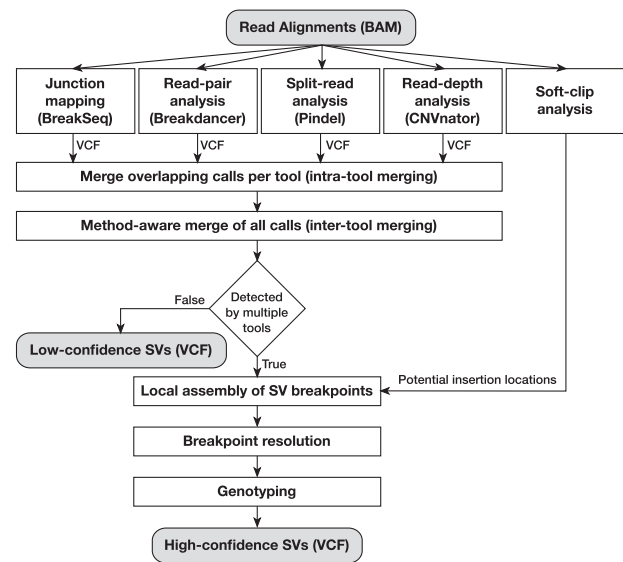 Read Alignments (BAM)
Junction
mapping
(BreakSeq)
Read-pair
analysis
(Breakdancer)
Split-read
analysis
(Pindel)
Read-depth
analysis
(CNVnator)
Soft-clip
analysis
VCF
VCF
VCF
VCF
Merge overlapping calls per tool (intra-tool merging)
Method-aware merge of all calls (inter-tool merging)
Detected
by multiple
tools
False
Low-confidence SVs (VCF)
True
Potential insertion locations
Local assembly of SV breakpoints
Breakpoint resolution
Genotyping
High-confidence SVs (VCF)